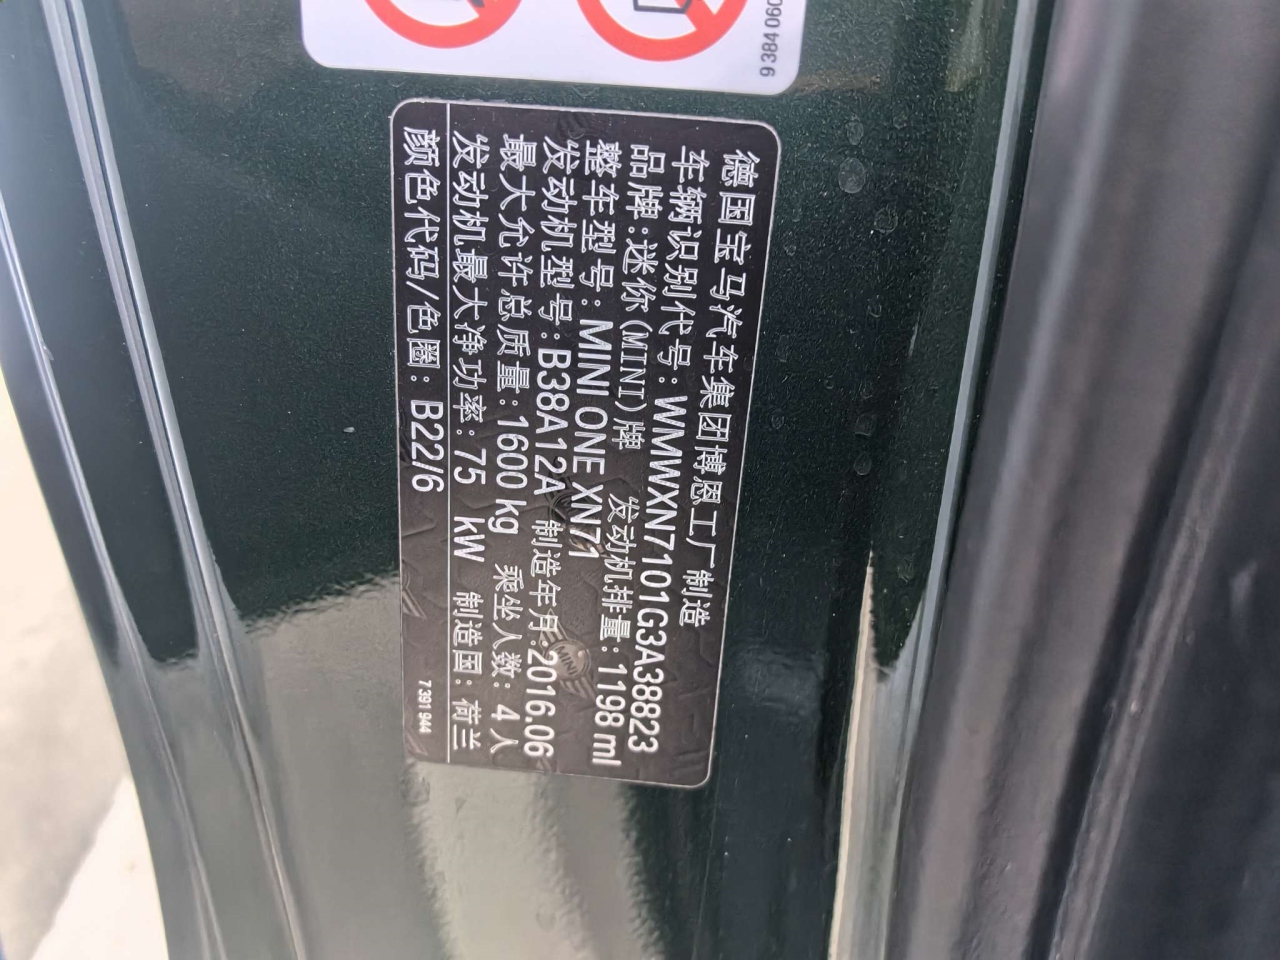 9 384 060
德国宝马汽车集团博恩工厂制造
车辆识别代号: WMWXN7101G3A38823
品牌:迷你(MINI)牌 发动机排量: 1198 ml
整车型号: MINI ONE XN71
发动机型号: B38A12A 制造年月:2016.06
最大允许总质量: 1600 kg 乘坐人数: 4 人
发动机最大净功率: 75 kW 制造国: 荷兰
颜色代码/色圈: B22/6 7 391 944
MINI